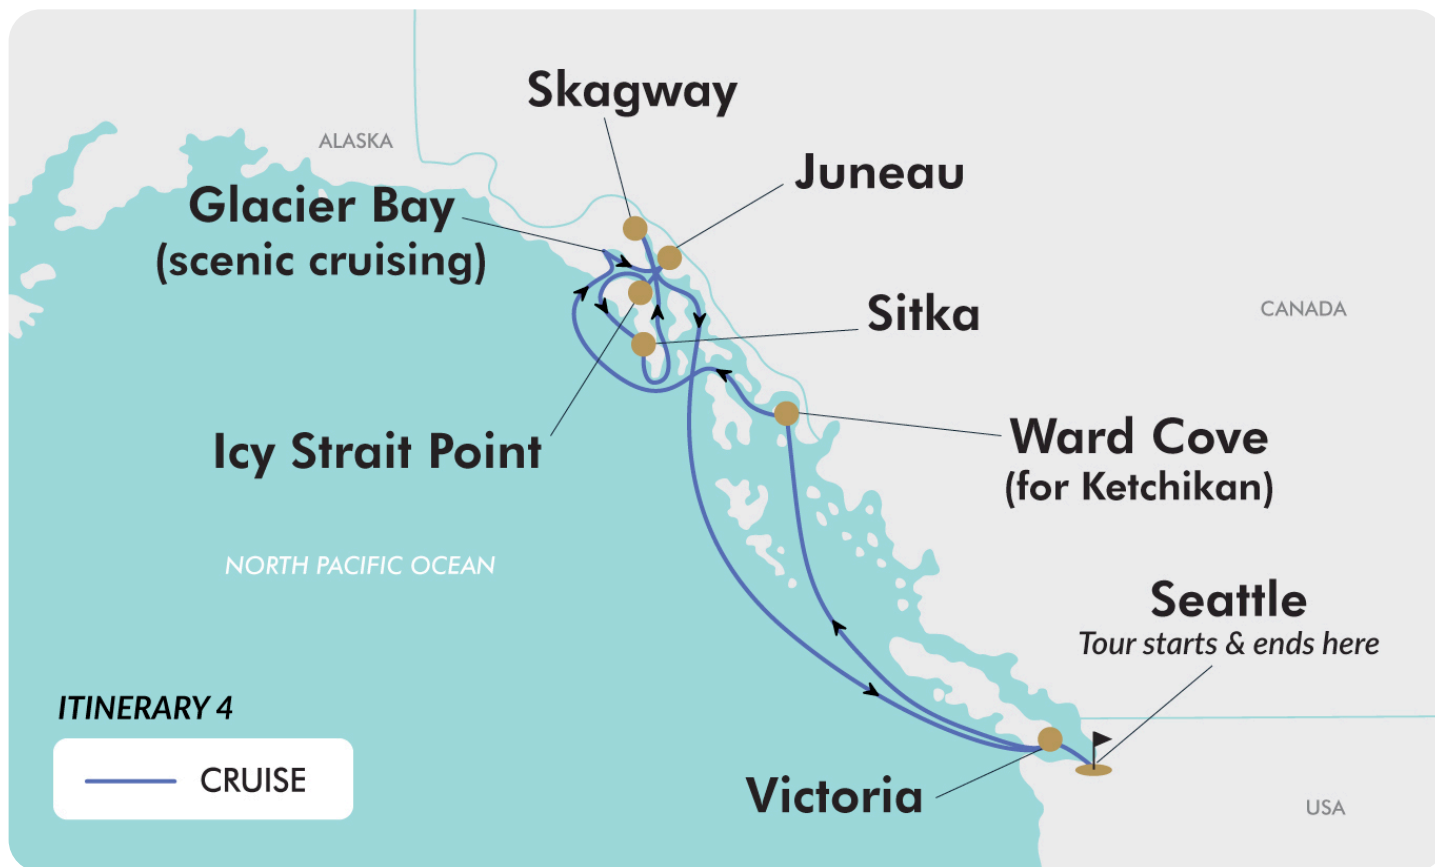 Skagway
ALASKA
Juneau
Glacier Bay
(scenic cruising)
Sitka
CANADA
Icy Strait Point
Ward Cove
(for Ketchikan)
NORTH PACIFIC OCEAN
Seattle
Tour starts & ends here
ITINERARY 4
CRUISE
Victoria
USA